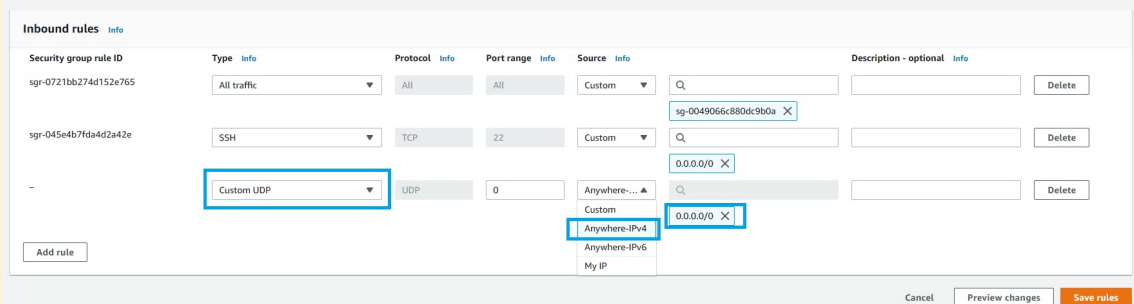 Inbound rules Info
Security group rule ID Type Info Protocol Info Port range Info Source Info Description - optional Info
sgr-0721bb274d152e765 All traffic All All Custom Delete
sg-0049066c880dc9b0a
sgr-045e4b7fda4d2a42e SSH TCP 22 Custom Delete
0.0.0.0/0
– Custom UDP UDP 0 Anywhere-... Delete
Custom 0.0.0.0/0
Anywhere-IPv4
Anywhere-IPv6
Add rule
My IP
Cancel Preview changes Save rules